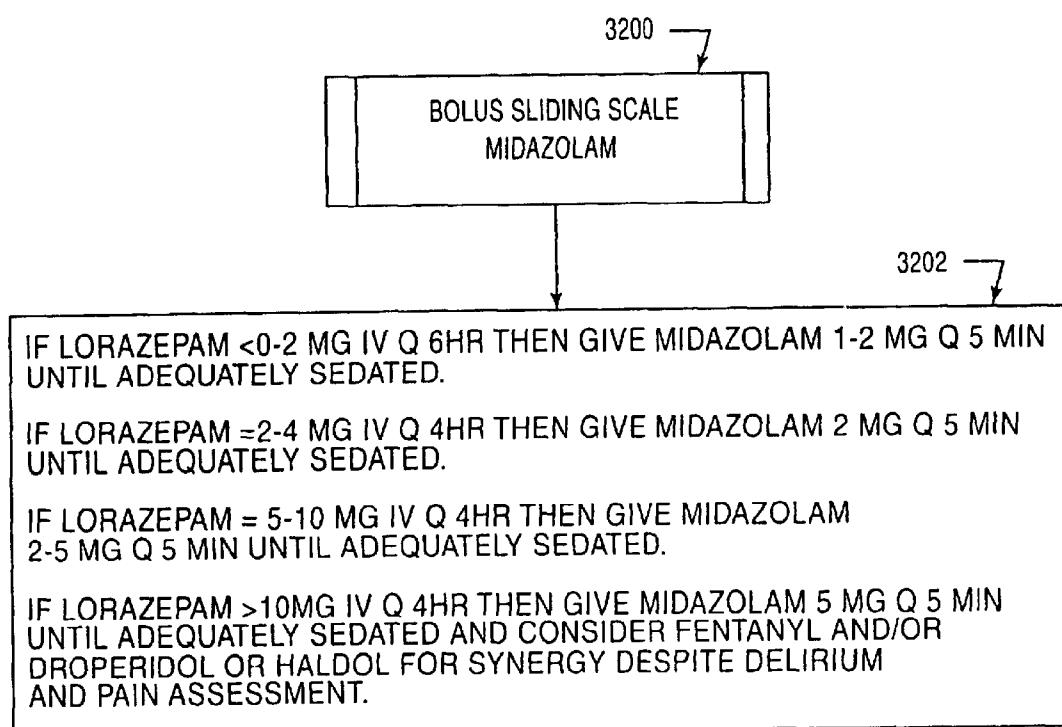 3200
BOLUS SLIDING SCALE
MIDAZOLAM
3202
IF LORAZEPAM <0-2 MG IV Q 6HR THEN GIVE MIDAZOLAM 1-2 MG Q 5 MIN
UNTIL ADEQUATELY SEDATED.
IF LORAZEPAM =2-4 MG IV Q 4HR THEN GIVE MIDAZOLAM 2 MG Q 5 MIN
UNTIL ADEQUATELY SEDATED.
IF LORAZEPAM = 5-10 MG IV Q 4HR THEN GIVE MIDAZOLAM
2-5 MG Q 5 MIN UNTIL ADEQUATELY SEDATED.
IF LORAZEPAM >10MG IV Q 4HR THEN GIVE MIDAZOLAM 5 MG Q 5 MIN
UNTIL ADEQUATELY SEDATED AND CONSIDER FENTANYL AND/OR
DROPERIDOL OR HALDOL FOR SYNERGY DESPITE DELIRIUM
AND PAIN ASSESSMENT.